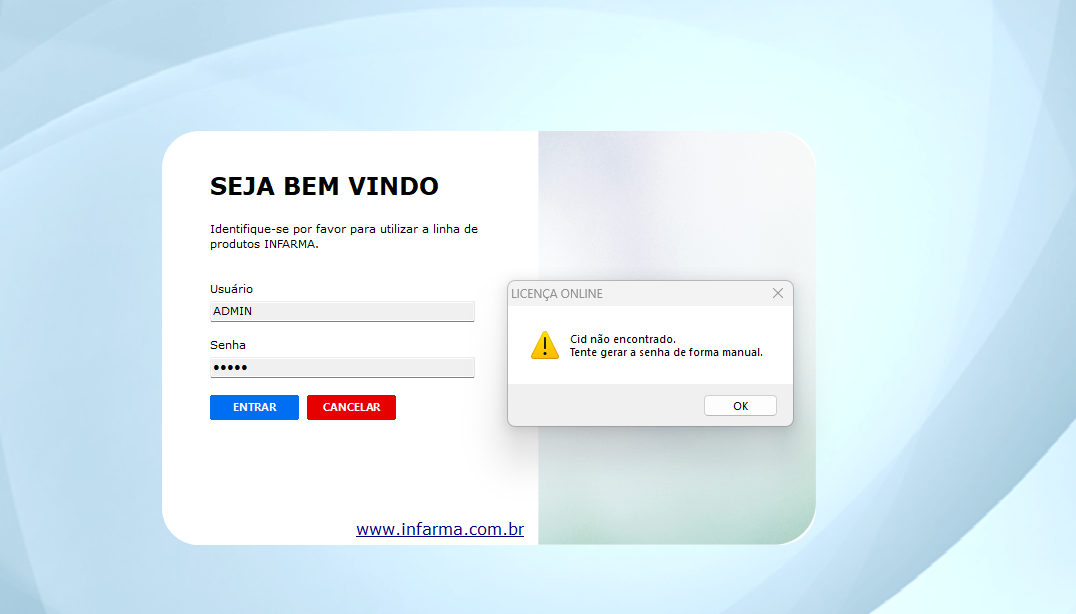 SEJA BEM VINDO
Identifique-se por favor para utilizar a linha de
produtos INFARMA.
Usuário
ADMIN
Senha
•••••
ENTRAR
CANCELAR
www.infarma.com.br
LICENÇA ONLINE
Cid não encontrado.
Tente gerar a senha de forma manual.
OK